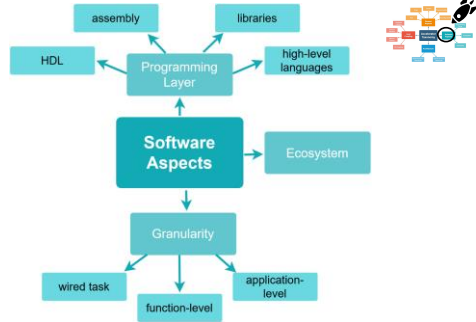 assembly
libraries
HDL
Programming
Layer
high-level
languages
Software
Aspects
Ecosystem
Granularity
wired task
function-level
application-
level